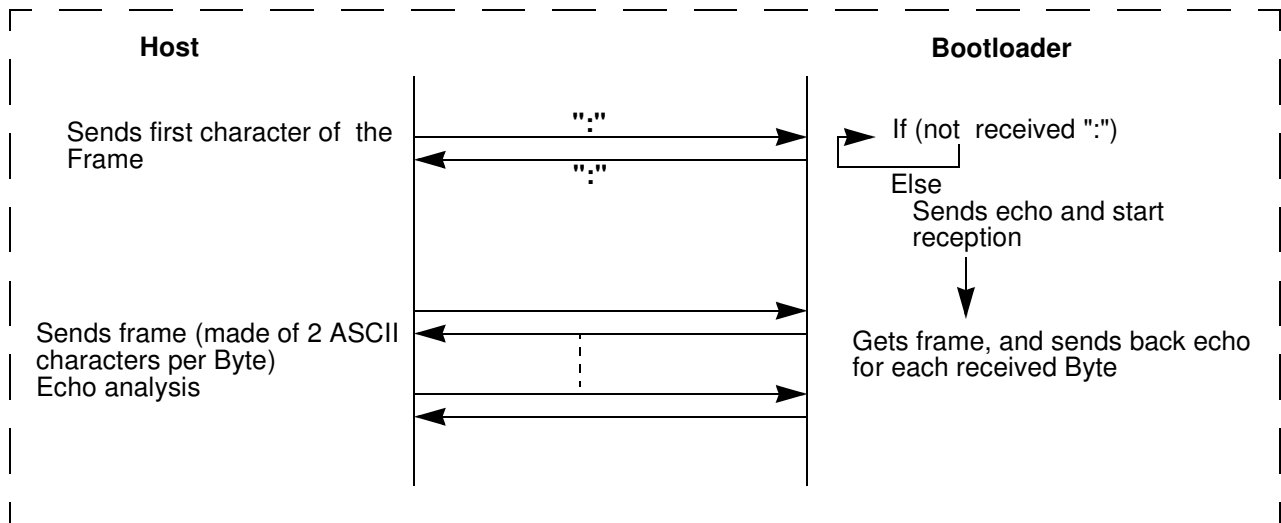 Host
Bootloader
Sends first character of the
Frame
":"
":"
If (not received ":")
Else
Sends echo and start
reception
Sends frame (made of 2 ASCII
characters per Byte)
Echo analysis
Gets frame, and sends back echo
for each received Byte